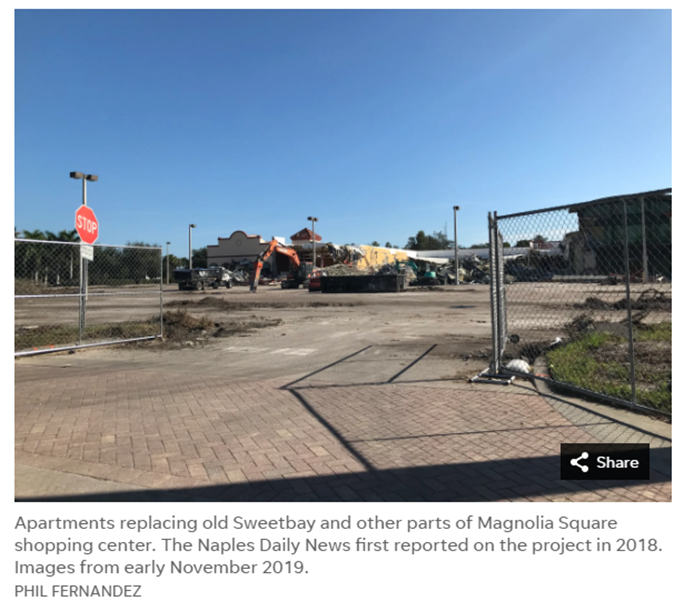 STOP
Share
Apartments replacing old Sweetbay and other parts of Magnolia Square
shopping center. The Naples Daily News first reported on the project in 2018.
Images from early November 2019.
PHIL FERNANDEZ